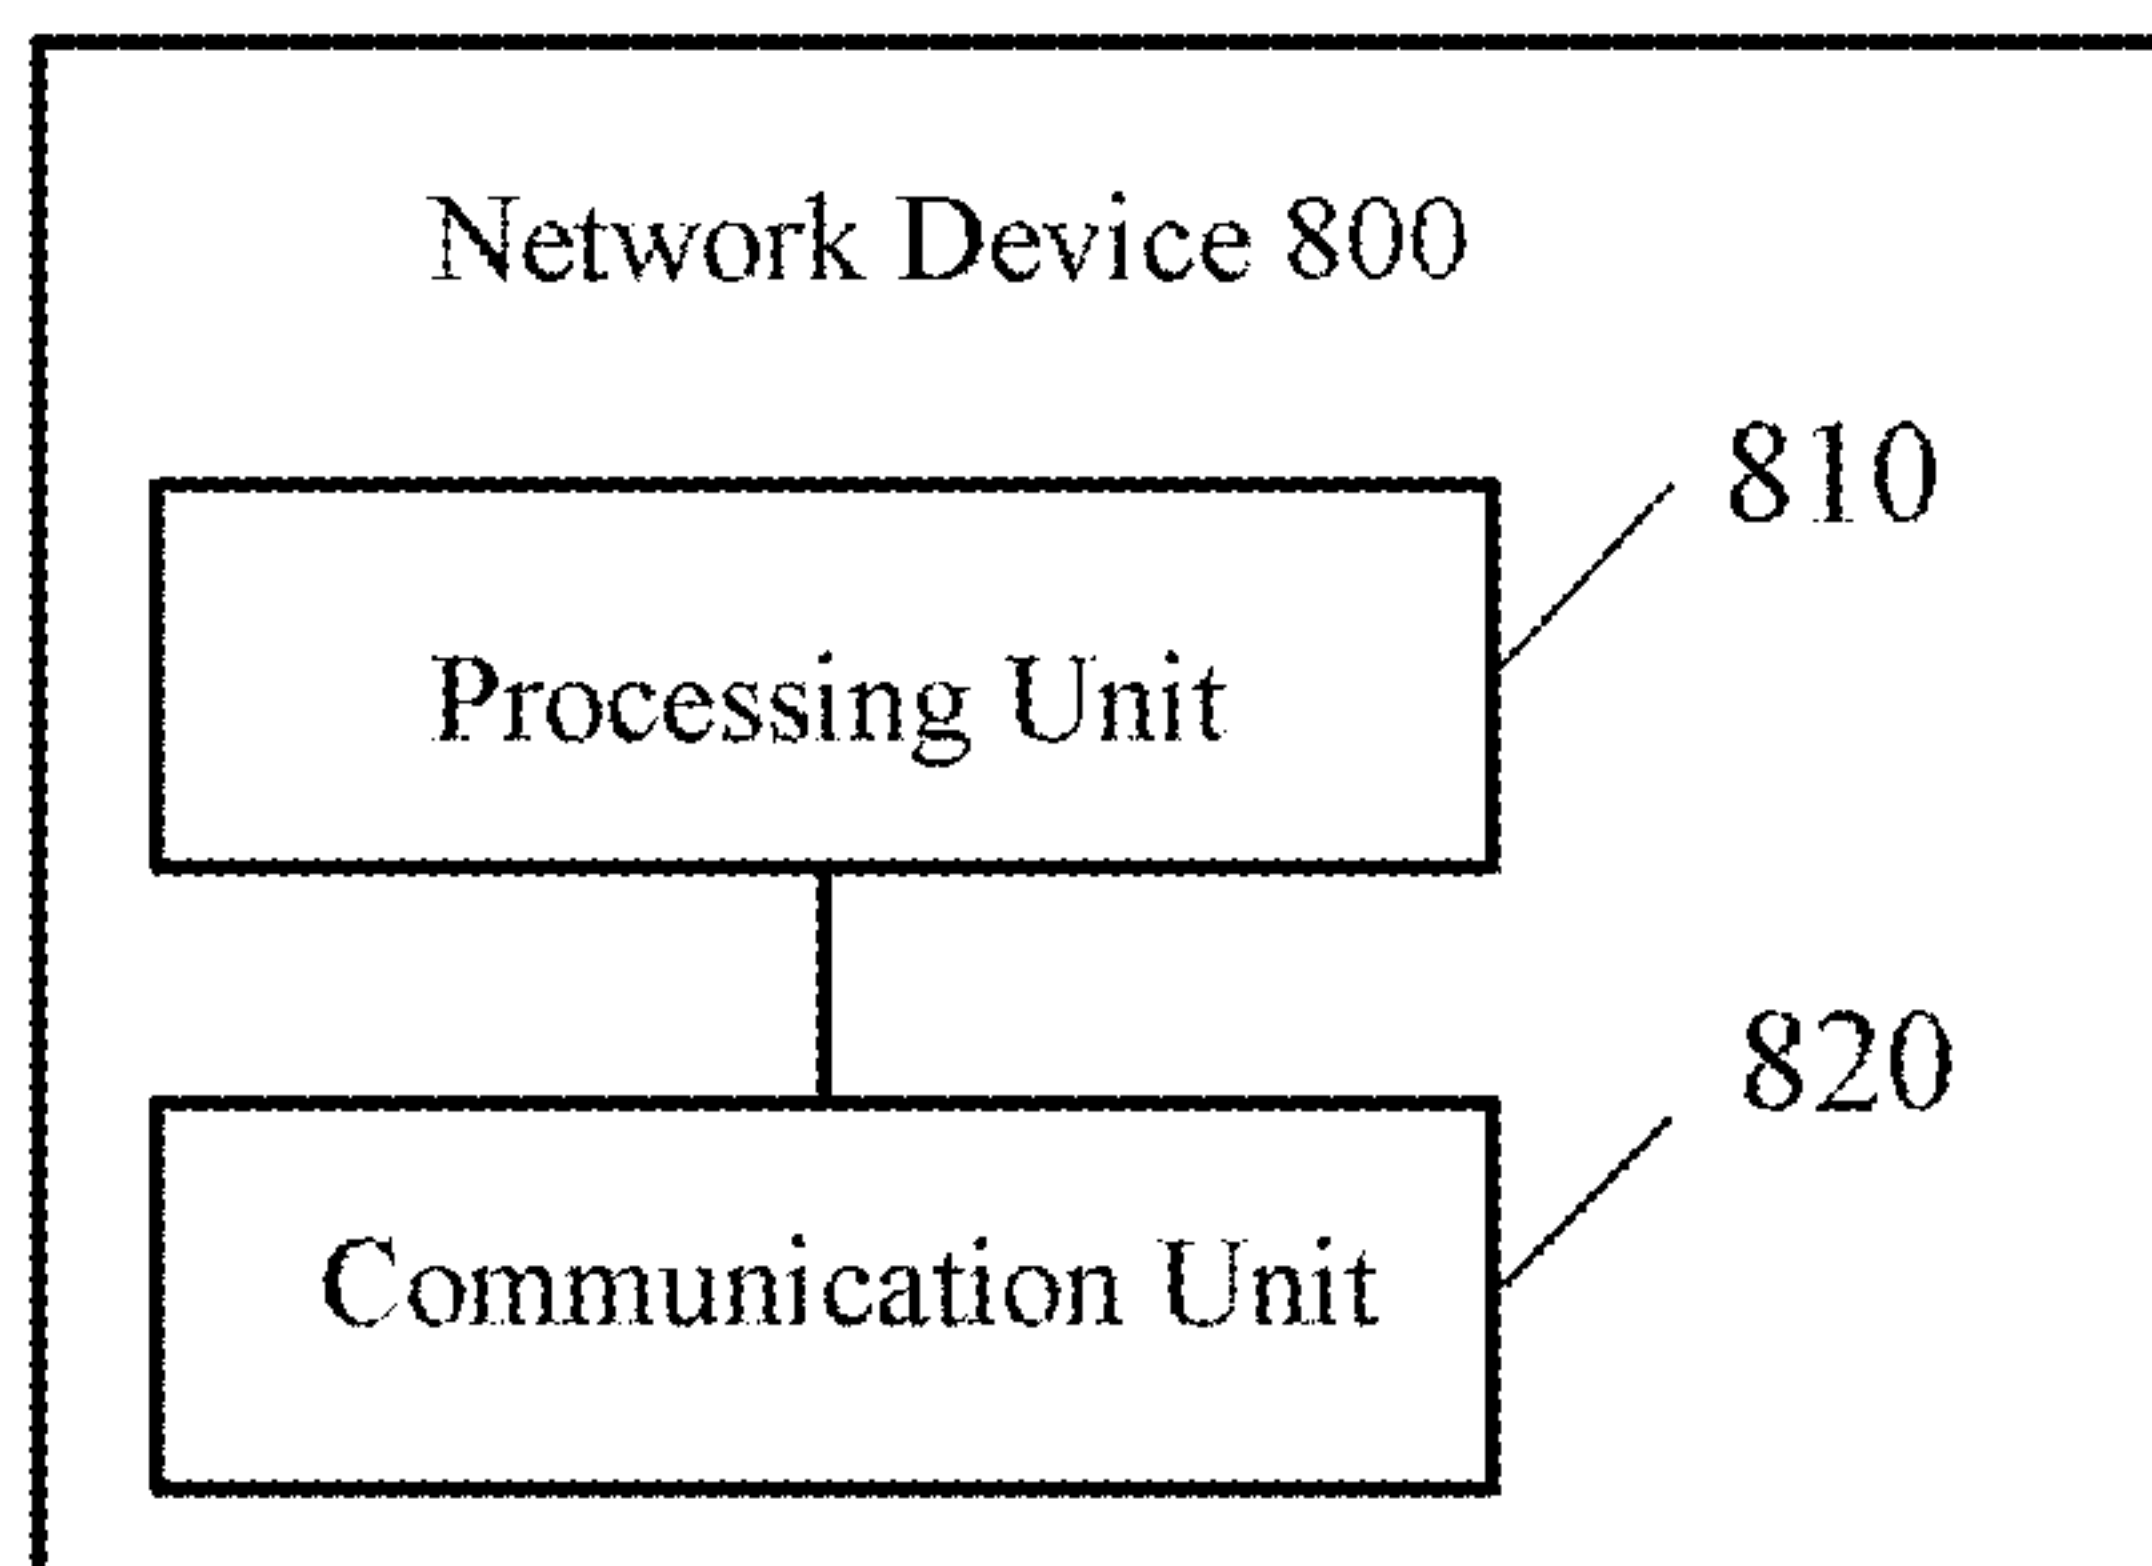 Network Device 800
810
Processing Unit
820
Communication Unit